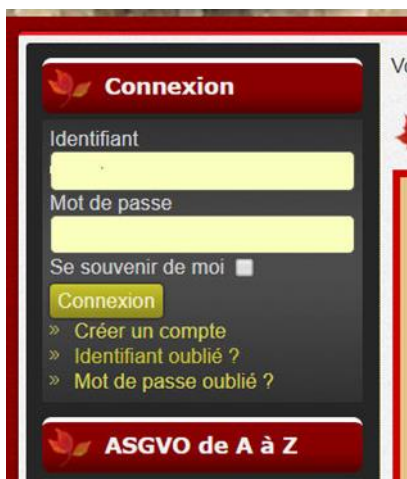 Connexion
Vo
Identifiant
Mot de passe
Se souvenir de moi
Connexion
» Créer un compte
» Identifiant oublié ?
» Mot de passe oublié ?
ASGVO de A à Z